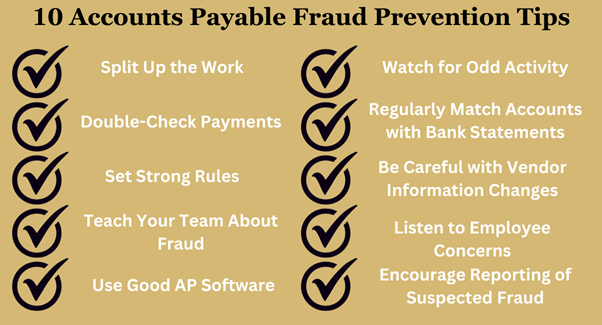 10 Accounts Payable Fraud Prevention Tips
Split Up the Work
Double-Check Payments
Set Strong Rules
Teach Your Team About
Fraud
Use Good AP Software
Watch for Odd Activity
Regularly Match Accounts
with Bank Statements
Be Careful with Vendor
Information Changes
Listen to Employee
Concerns
Encourage Reporting of
Suspected Fraud